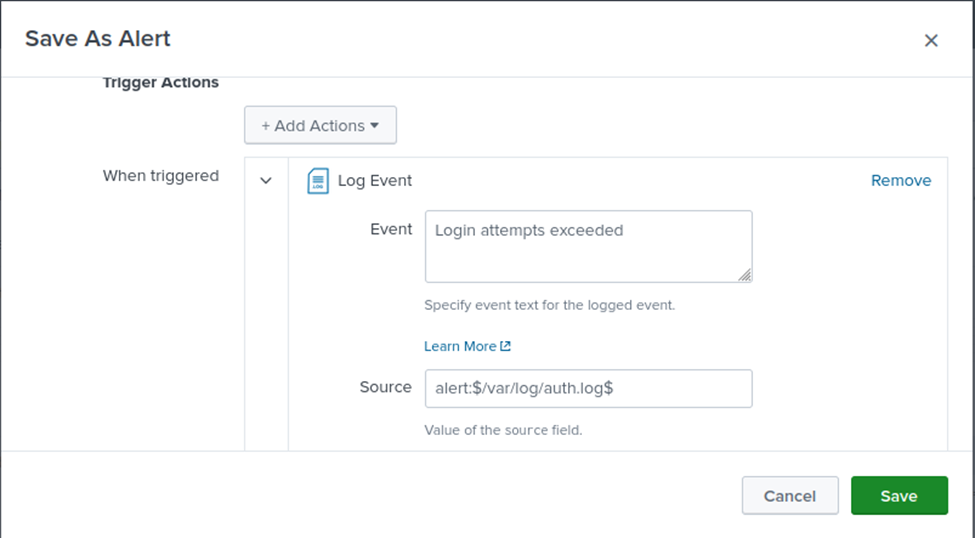 Save As Alert
Trigger Actions
+ Add Actions
When triggered
LOG
Log Event
Remove
Event
Login attempts exceeded
Specify event text for the logged event.
Learn More
Source
alert:$/var/log/auth.log$
Value of the source field.
Cancel
Save